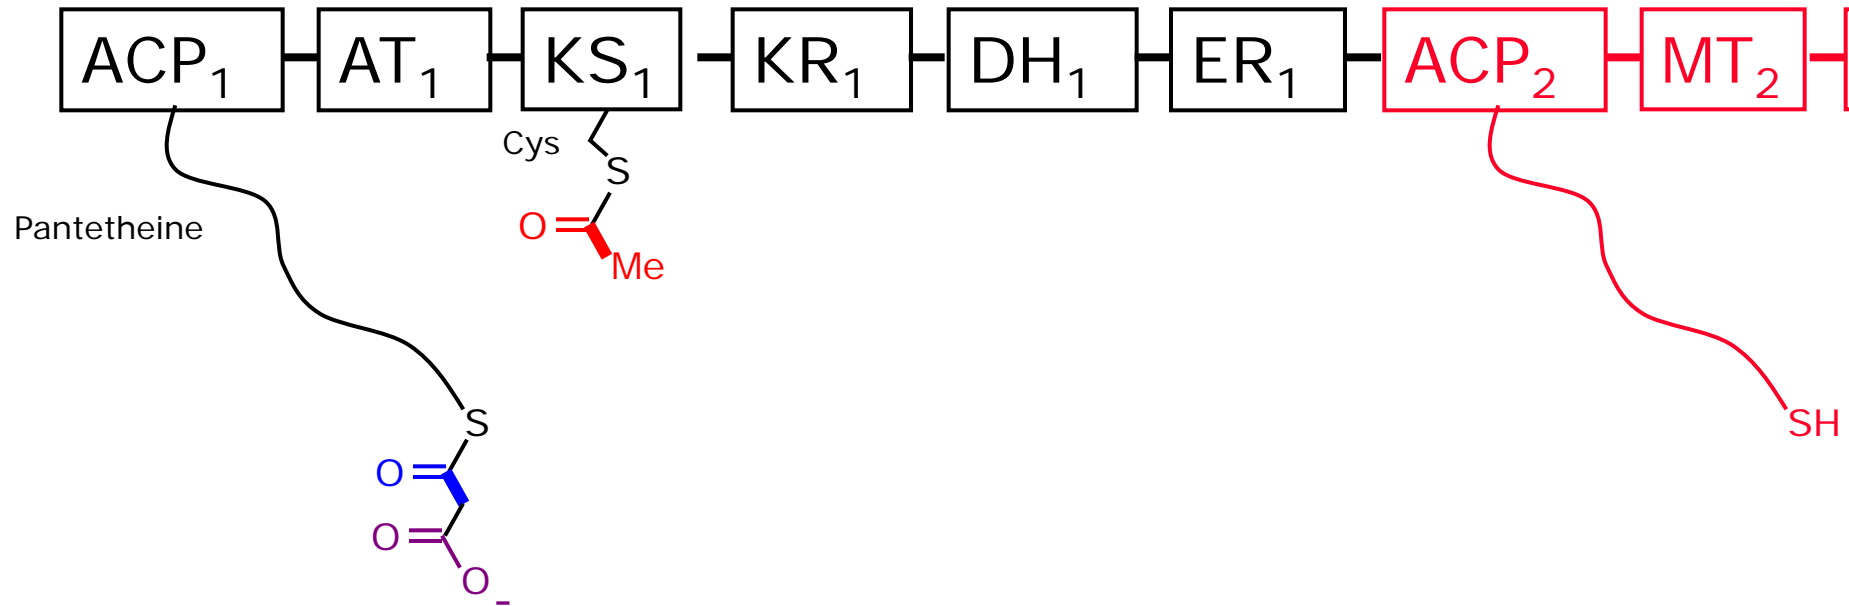 ACP1 AT1 KS1 KR1 DH1 ER1 ACP2 MT2
Cys
S
O
Me
Pantetheine
S
SH
O
O
O-